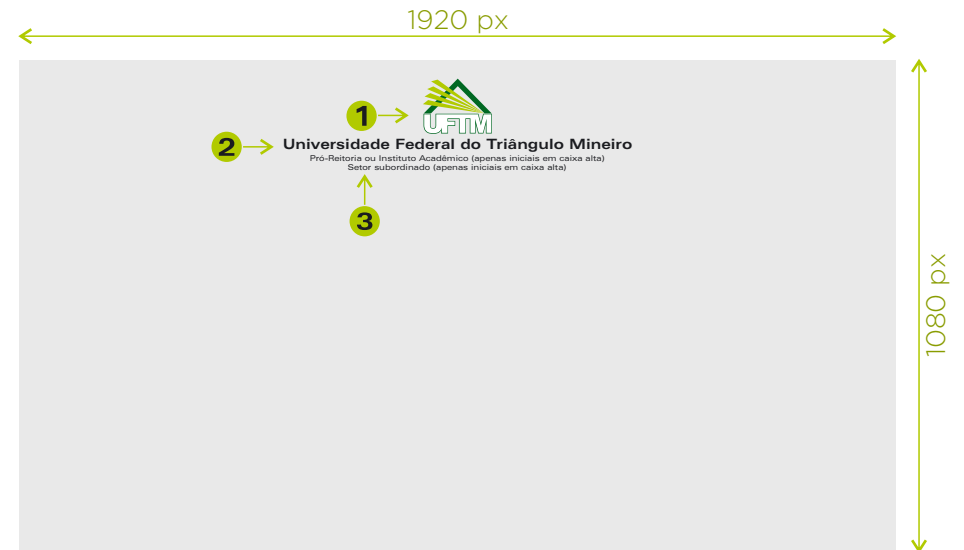 1920 px
1
UFTM
2
Universidade Federal do Triângulo Mineiro
Pró-Reitoria ou Instituto Acadêmico (apenas iniciais em caixa alta)
Setor subordinado (apenas iniciais em caixa alta)
3
1080 px